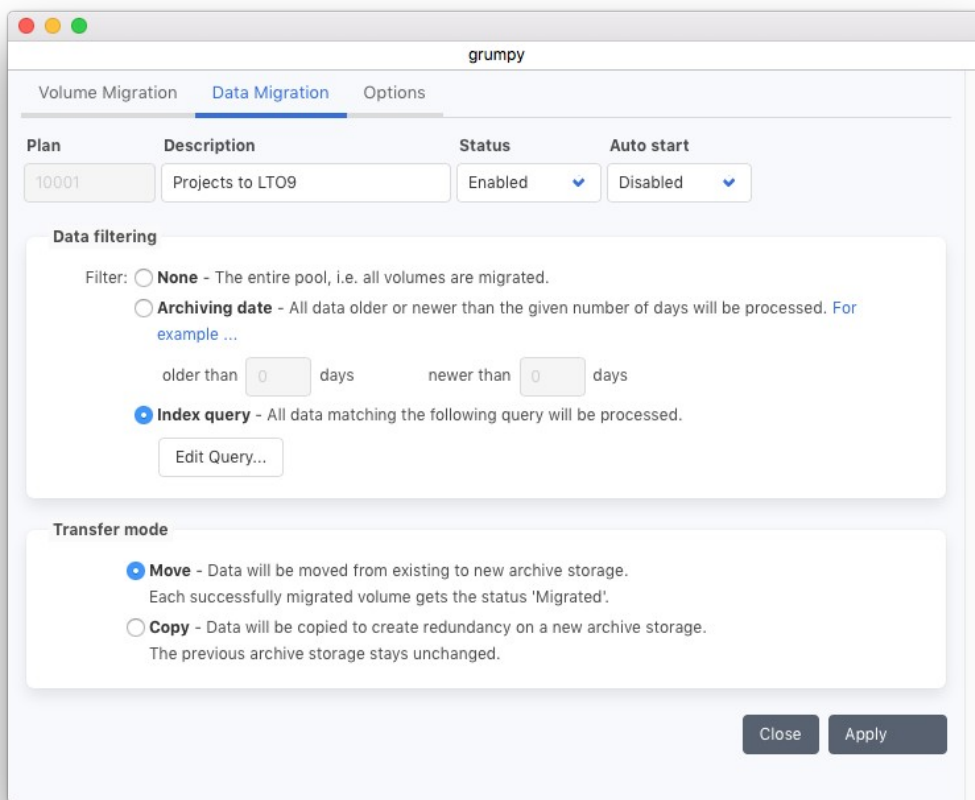 grumpy
Volume Migration Data Migration Options
Plan Description Status Auto start
10001 Projects to LTO9 Enabled Disabled
Data filtering
Filter: None - The entire pool, i.e. all volumes are migrated.
Archiving date - All data older or newer than the given number of days will be processed. For
example ...
older than 0 days newer than 0 days
Index query - All data matching the following query will be processed.
Edit Query...
Transfer mode
Move - Data will be moved from existing to new archive storage.
Each successfully migrated volume gets the status 'Migrated'.
Copy - Data will be copied to create redundancy on a new archive storage.
The previous archive storage stays unchanged.
Close Apply